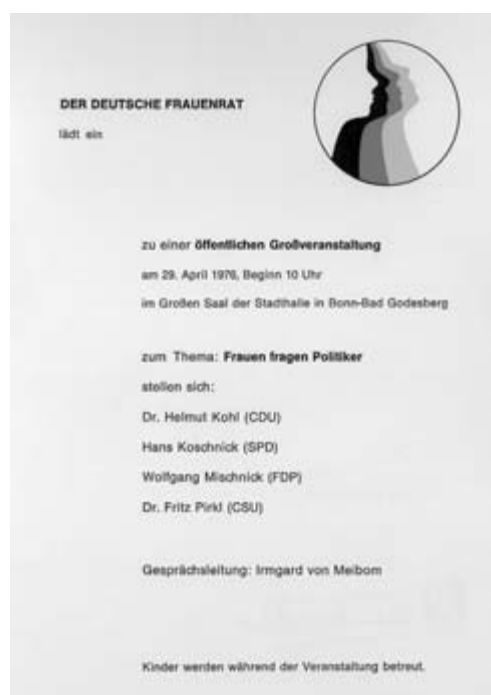 DER DEUTSCHE FRAUENRAT
lädt ein
zu einer öffentlichen Großveranstaltung
am 29. April 1976, Beginn 10 Uhr
im Großen Saal der Stadthalle in Bonn-Bad Godesberg
zum Thema: Frauen fragen Politiker
stellen sich:
Dr. Helmut Kohl (CDU)
Hans Koschnick (SPD)
Wolfgang Mischnick (FDP)
Dr. Fritz Pirkl (CSU)
Gesprächsleitung: Irmgard von Meibom
Kinder werden während der Veranstaltung betreut.